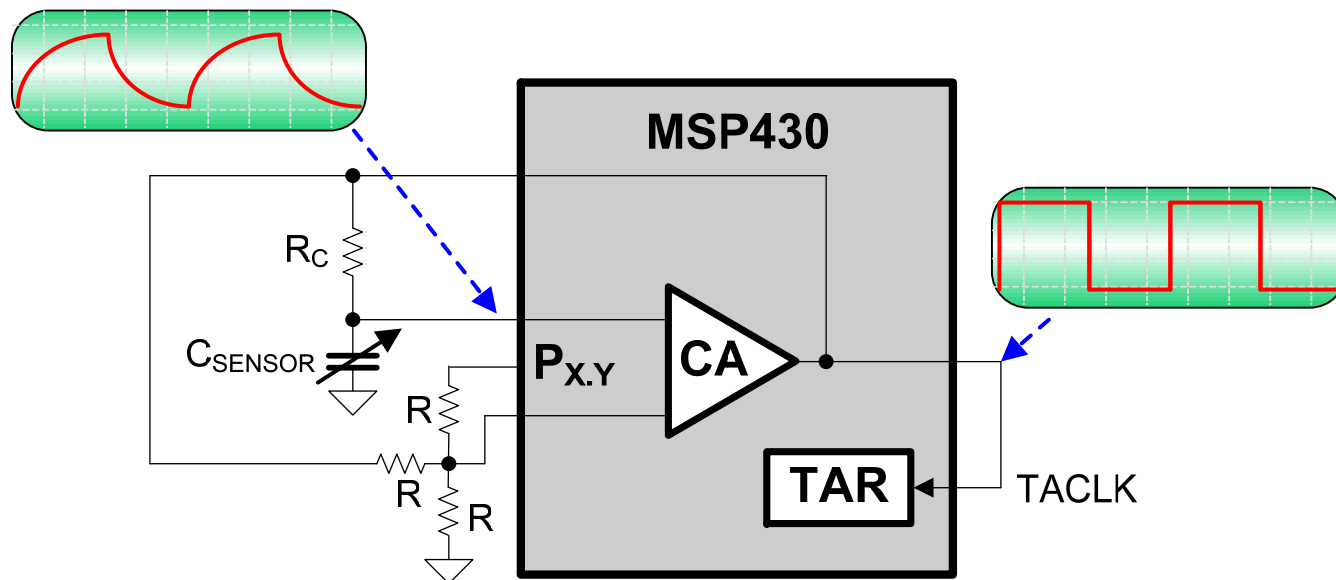 MSP430
RC
CSENSOR
PX.Y
CA
R
R
R
TAR
TACLK